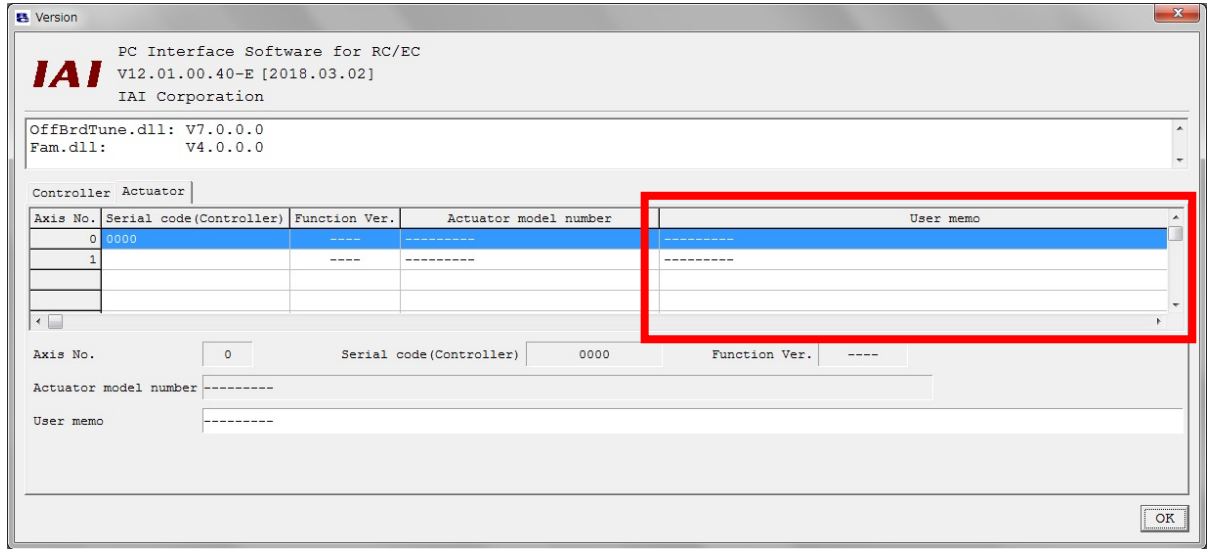 Version
IAI
PC Interface Software for RC/EC
V12.01.00.40-E [2018.03.02]
IAI Corporation
OffBrdTune.dll: V7.0.0.0
Fam.dll: V4.0.0.0
Controller Actuator
Axis No. Serial code(Controller) Function Ver. Actuator model number User memo
0 0000 ---- --------- ---------
1 ---- --------- ---------
Axis No. 0 Serial code(Controller) 0000 Function Ver. ----
Actuator model number ---------
User memo ---------
OK